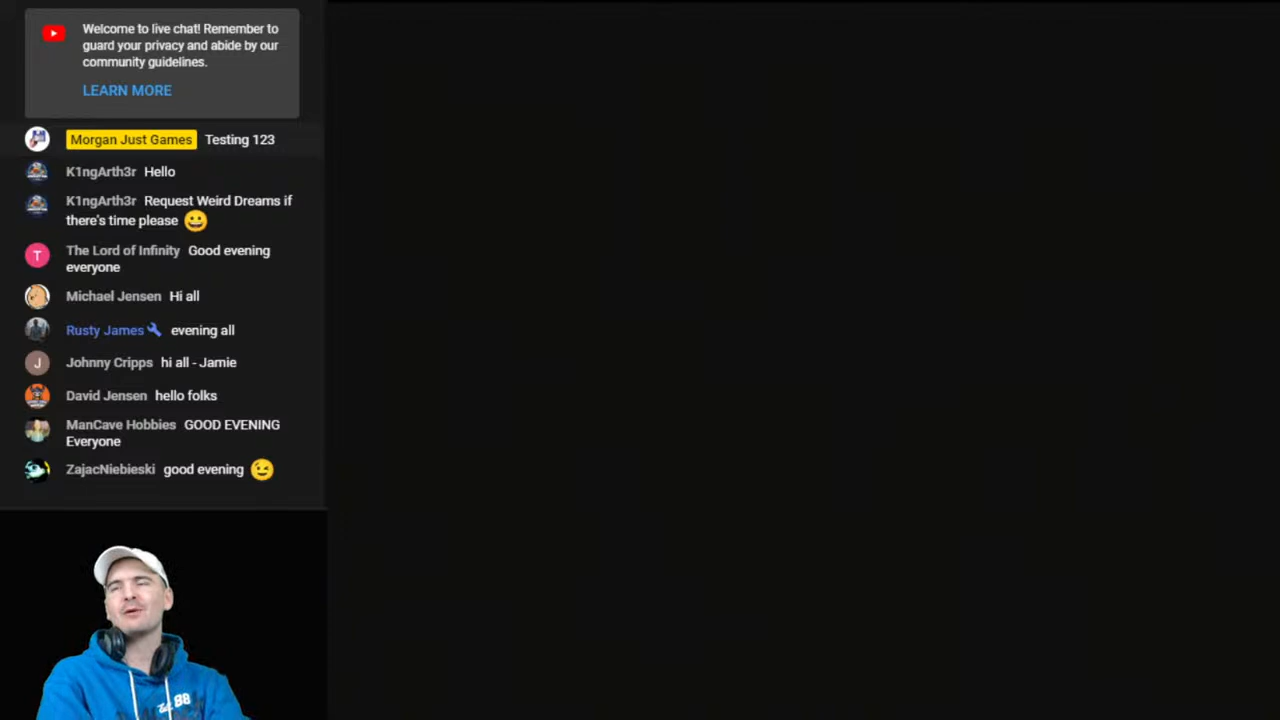 Welcome to live chat! Remember to
guard your privacy and abide by our
community guidelines.
LEARN MORE
Morgan Just Games Testing 123
K1ngArth3r Hello
K1ngArth3r Request Weird Dreams if
there's time please
The Lord of Infinity Good evening
everyone
T
Michael Jensen Hi all
Rusty James evening all
J
Johnny Cripps hi all - Jamie
David Jensen hello folks
ManCave Hobbies GOOD EVENING
Everyone
ZajacNiebieski good evening
88